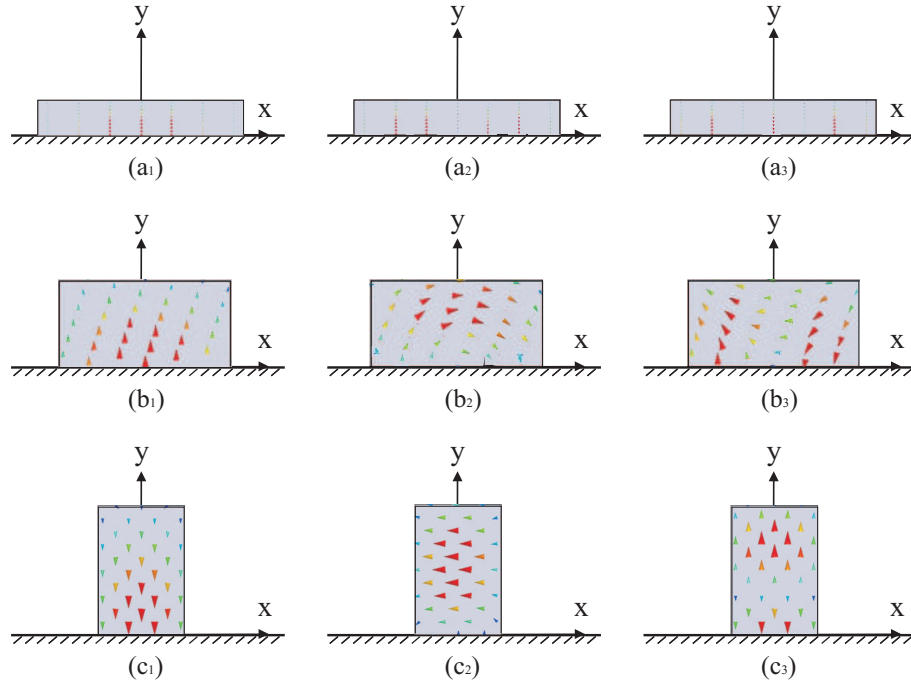 y y y
x x x
(a1) (a2) (a3)
y y y
x x x
(b1) (b2) (b3)
y y y
x x x
(c1) (c2) (c3)